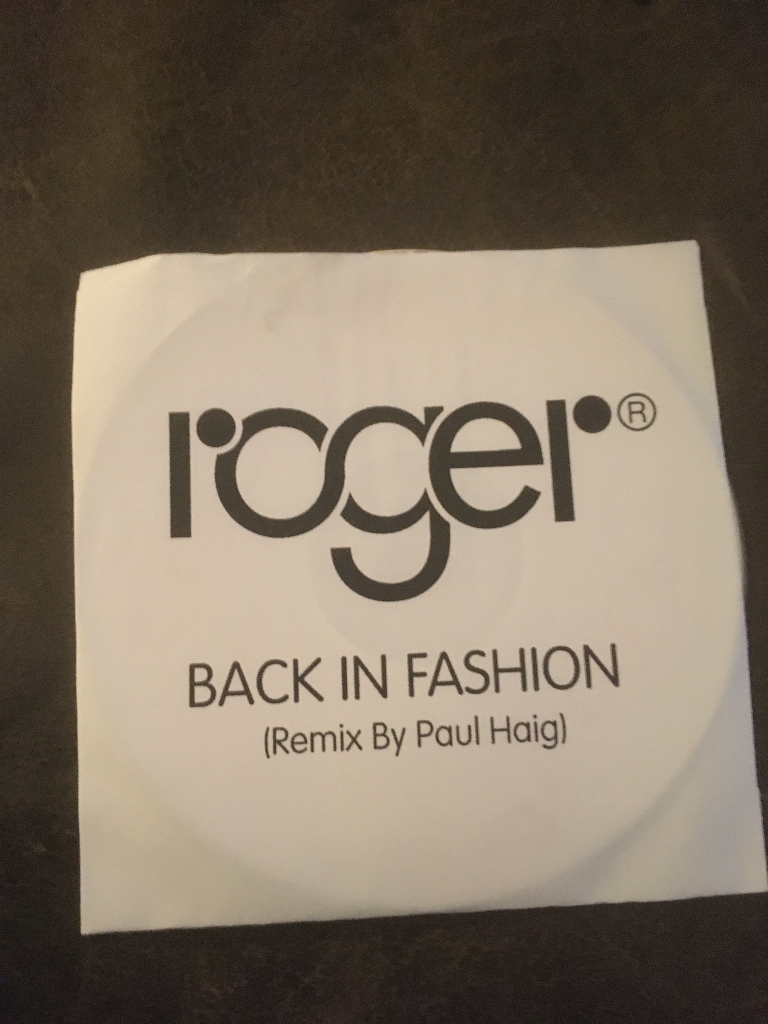 roger®
BACK IN FASHION
(Remix By Paul Haig)